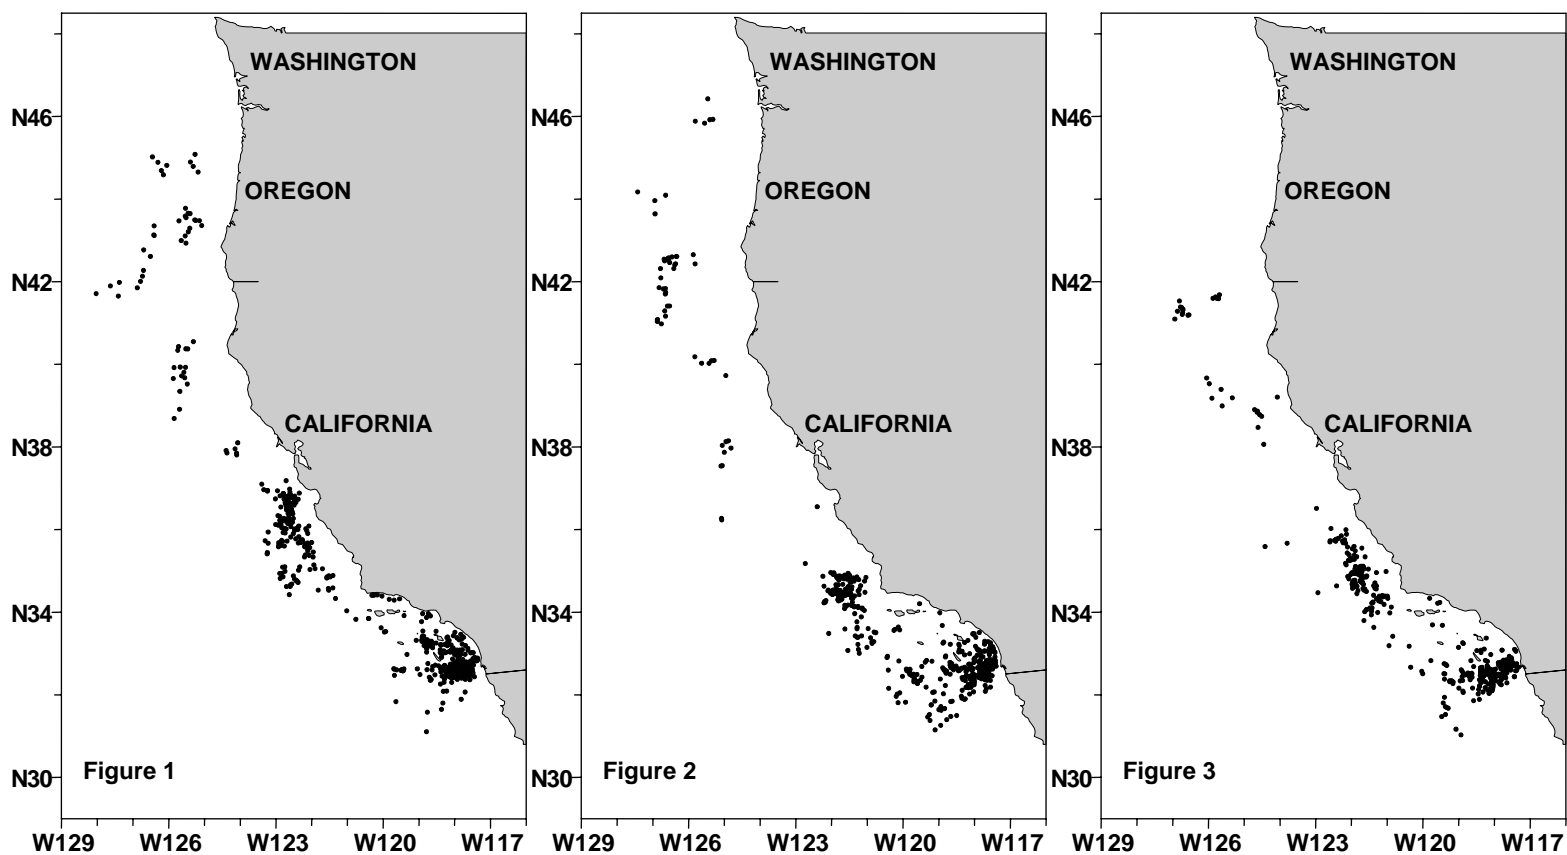 WASHINGTON WASHINGTON WASHINGTON
N46 N46 N46
OREGON OREGON OREGON
N42 N42 N42
CALIFORNIA CALIFORNIA CALIFORNIA
N38 N38 N38
N34 N34 N34
Figure 1 Figure 2 Figure 3
N30 N30 N30
W129 W126 W123 W120 W117 W129 W126 W123 W120 W117 W129 W126 W123 W120 W117